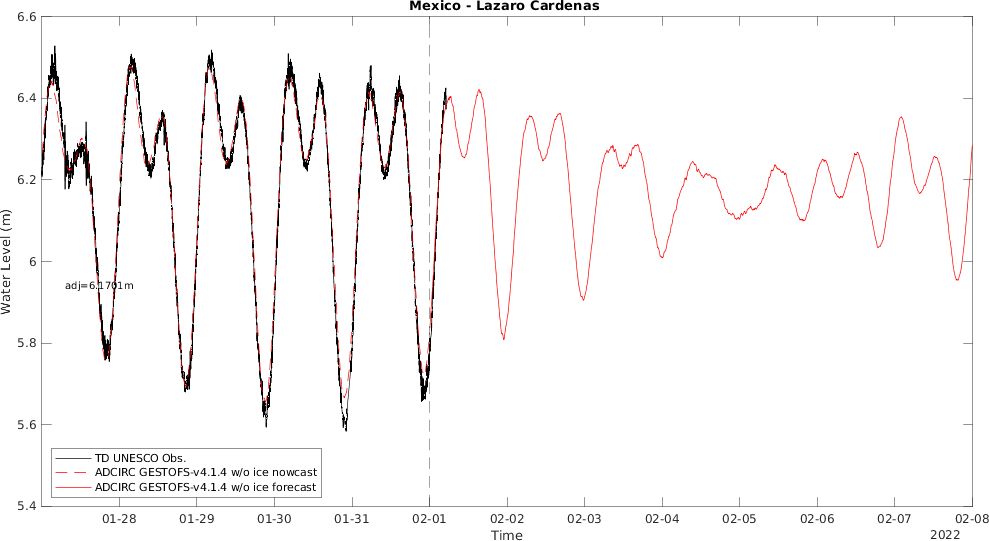 Mexico - Lazaro Cardenas
6.6
6.4
6.2
6
5.8
5.6
5.4
Water Level (m)
adj=6.1701m
TD UNESCO Obs.
ADCIRC GESTOFS-v4.1.4 w/o ice nowcast
ADCIRC GESTOFS-v4.1.4 w/o ice forecast
01-28 01-29 01-30 01-31 02-01 02-02 02-03 02-04 02-05 02-06 02-07 02-08
Time
2022